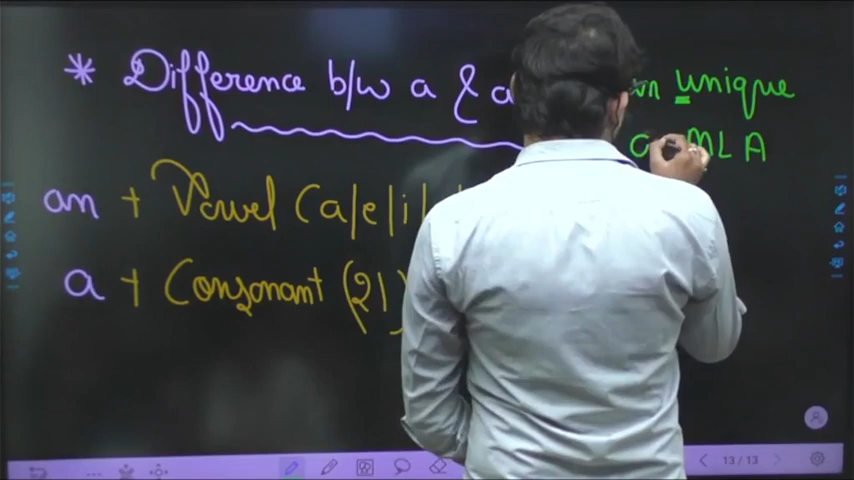 * Difference b/w a & a
an unique
a MLA
an + Vowel (a/e/i/
a + Consonant (21)
13/13